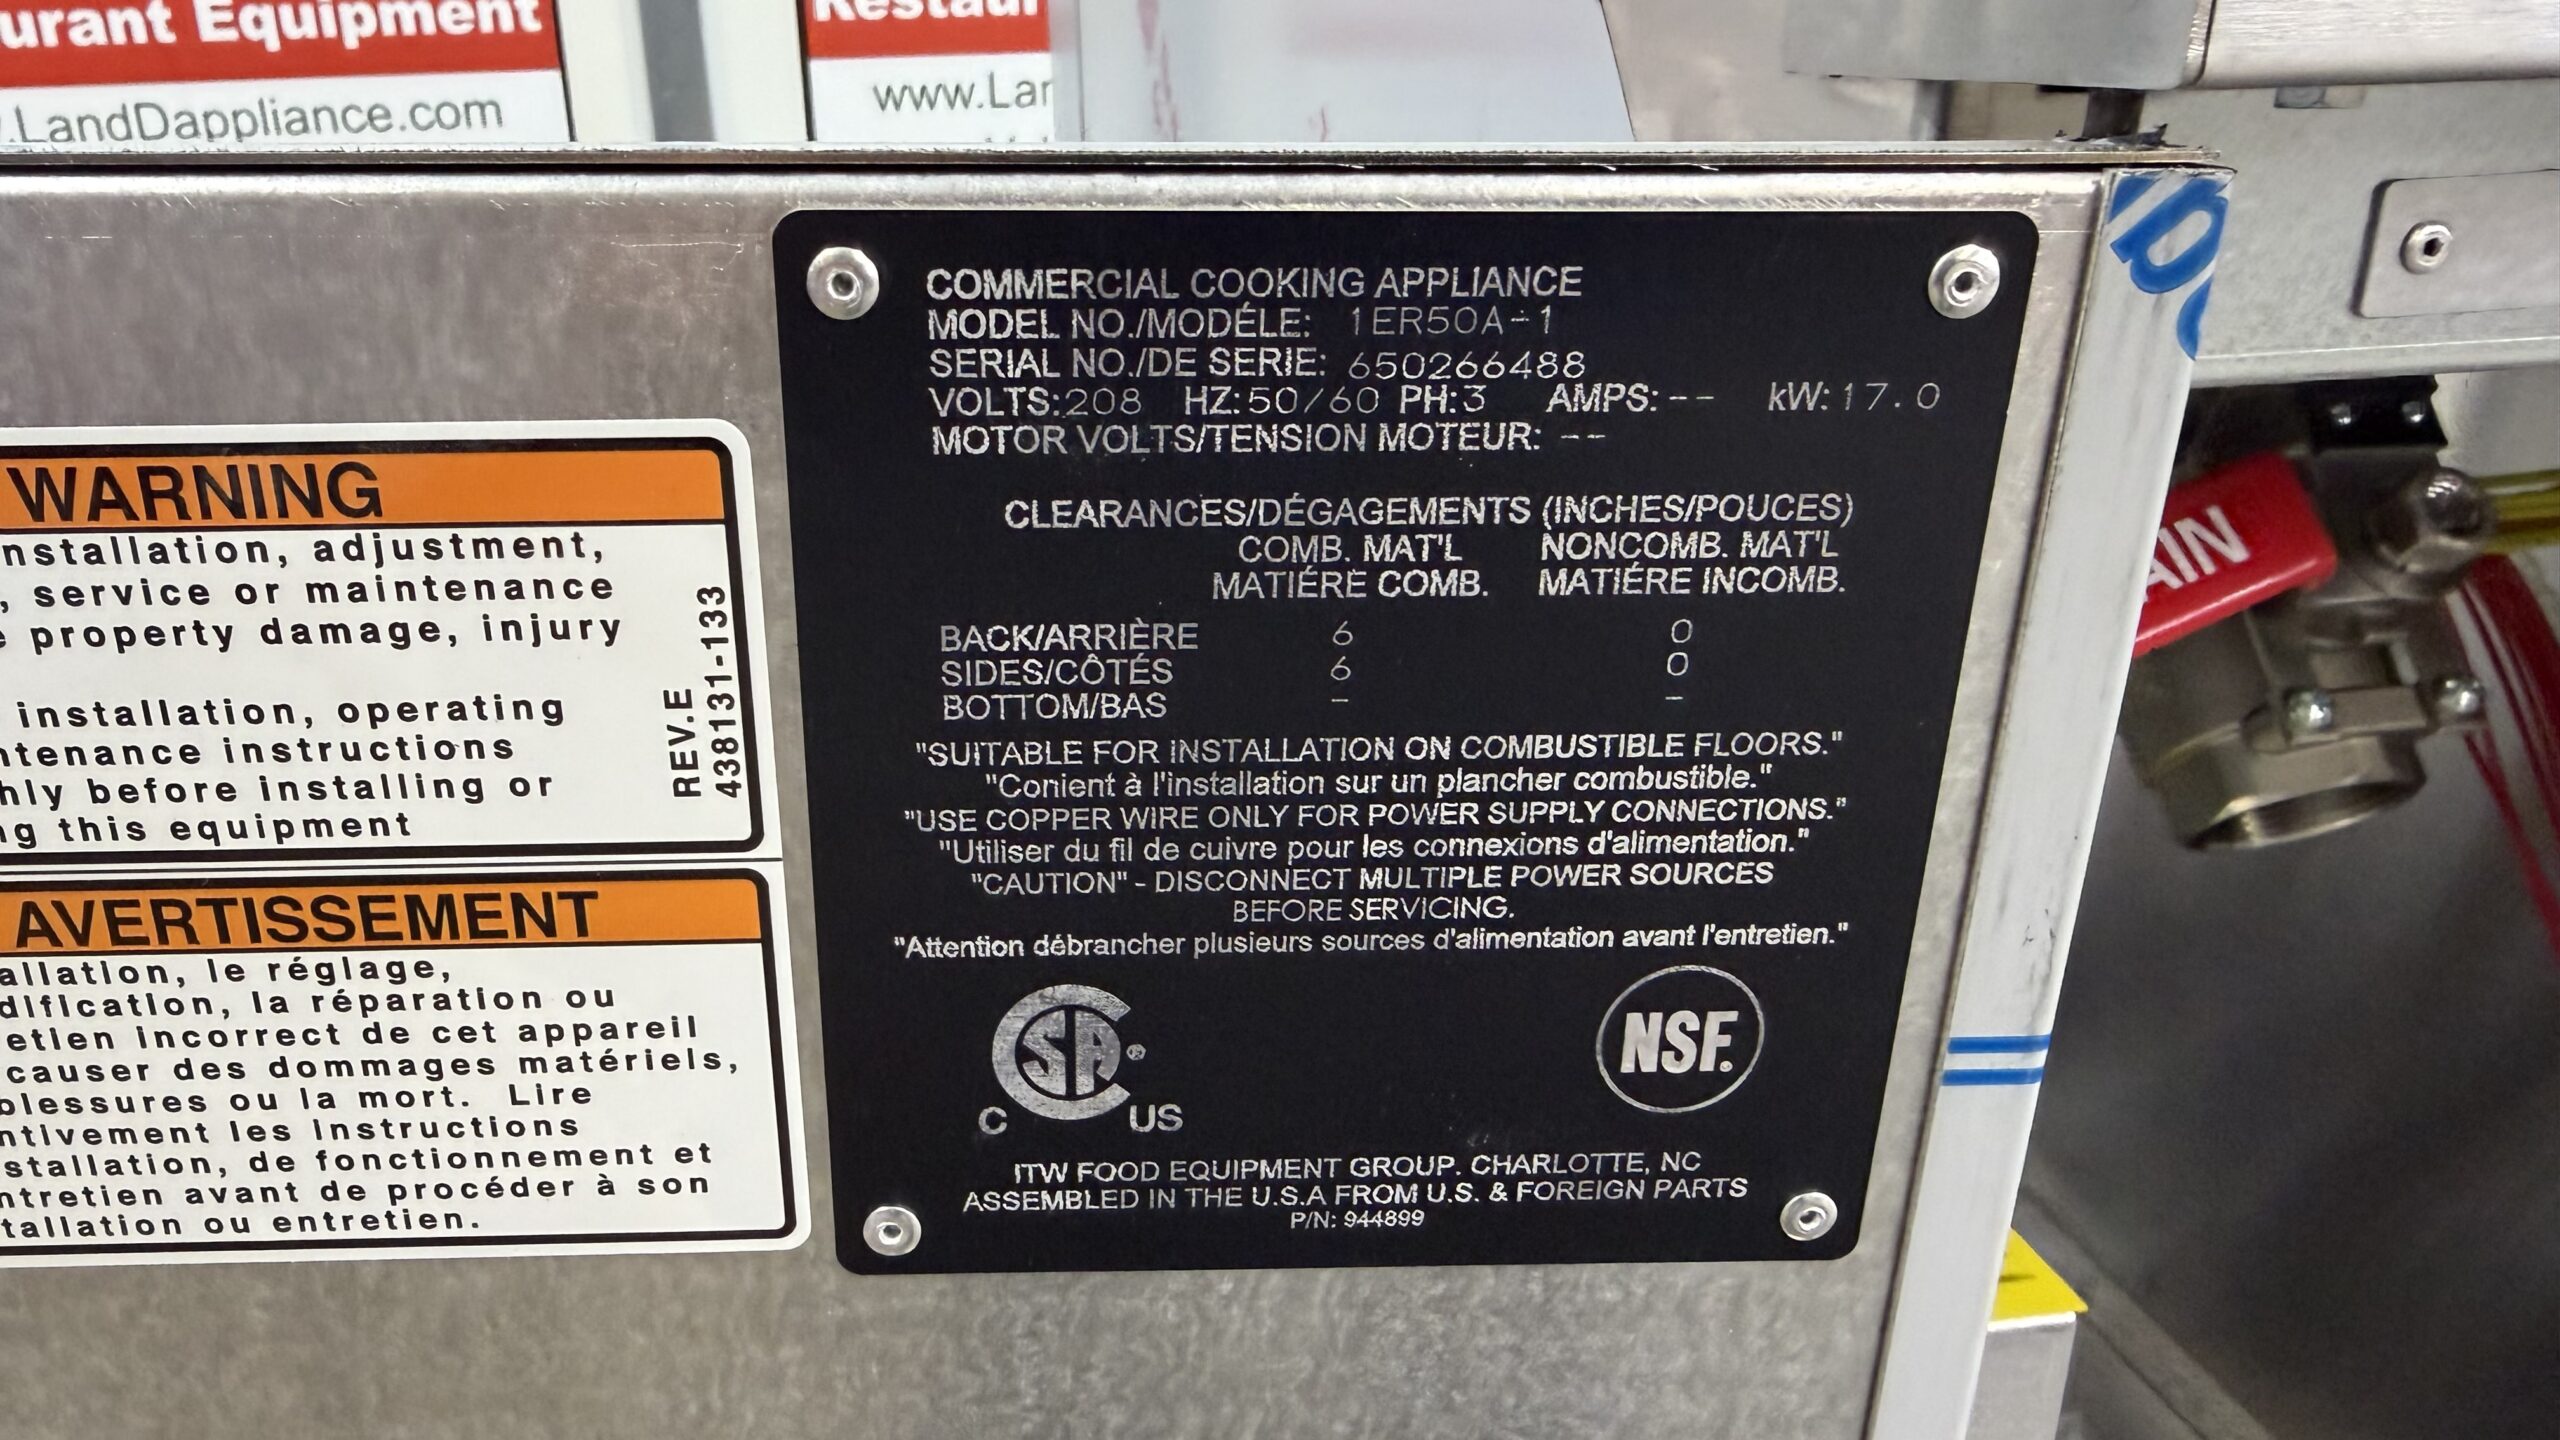 urant Equipment
.LandDappliance.com
www.Lar
COMMERCIAL COOKING APPLIANCE
MODEL NO./MODÉLE: 1ER50A-1
SERIAL NO./DE SERIE: 650266488
VOLTS:208 HZ:50/60 PH:3 AMPS:-- kW:17.0
MOTOR VOLTS/TENSION MOTEUR: --
CLEARANCES/DÉGAGEMENTS (INCHES/POUCES)
COMB. MAT'L NONCOMB. MAT'L
MATIÉRE COMB. MATIÉRE INCOMB.
BACK/ARRIÈRE 6 0
SIDES/CÔTÉS 6 0
BOTTOM/BAS - -
"SUITABLE FOR INSTALLATION ON COMBUSTIBLE FLOORS."
"Conient à l'installation sur un plancher combustible."
"USE COPPER WIRE ONLY FOR POWER SUPPLY CONNECTIONS."
"Utiliser du fil de cuivre pour les connexions d'alimentation."
"CAUTION" - DISCONNECT MULTIPLE POWER SOURCES
BEFORE SERVICING.
"Attention débrancher plusieurs sources d'alimentation avant l'entretien."
CSA®
C US
NSF.
ITW FOOD EQUIPMENT GROUP. CHARLOTTE, NC
ASSEMBLED IN THE U.S.A FROM U.S. & FOREIGN PARTS
P/N: 944899
WARNING
nstallation, adjustment,
, service or maintenance
e property damage, injury
installation, operating
ntenance instructions
hly before installing or
ng this equipment
REV.E
438131-133
AVERTISSEMENT
allation, le réglage,
dification, la réparation ou
etien incorrect de cet appareil
causer des dommages matériels,
blessures ou la mort. Lire
ntivement les instructions
stallation, de fonctionnement et
ntretien avant de procéder à son
tallation ou entretien.
AIN